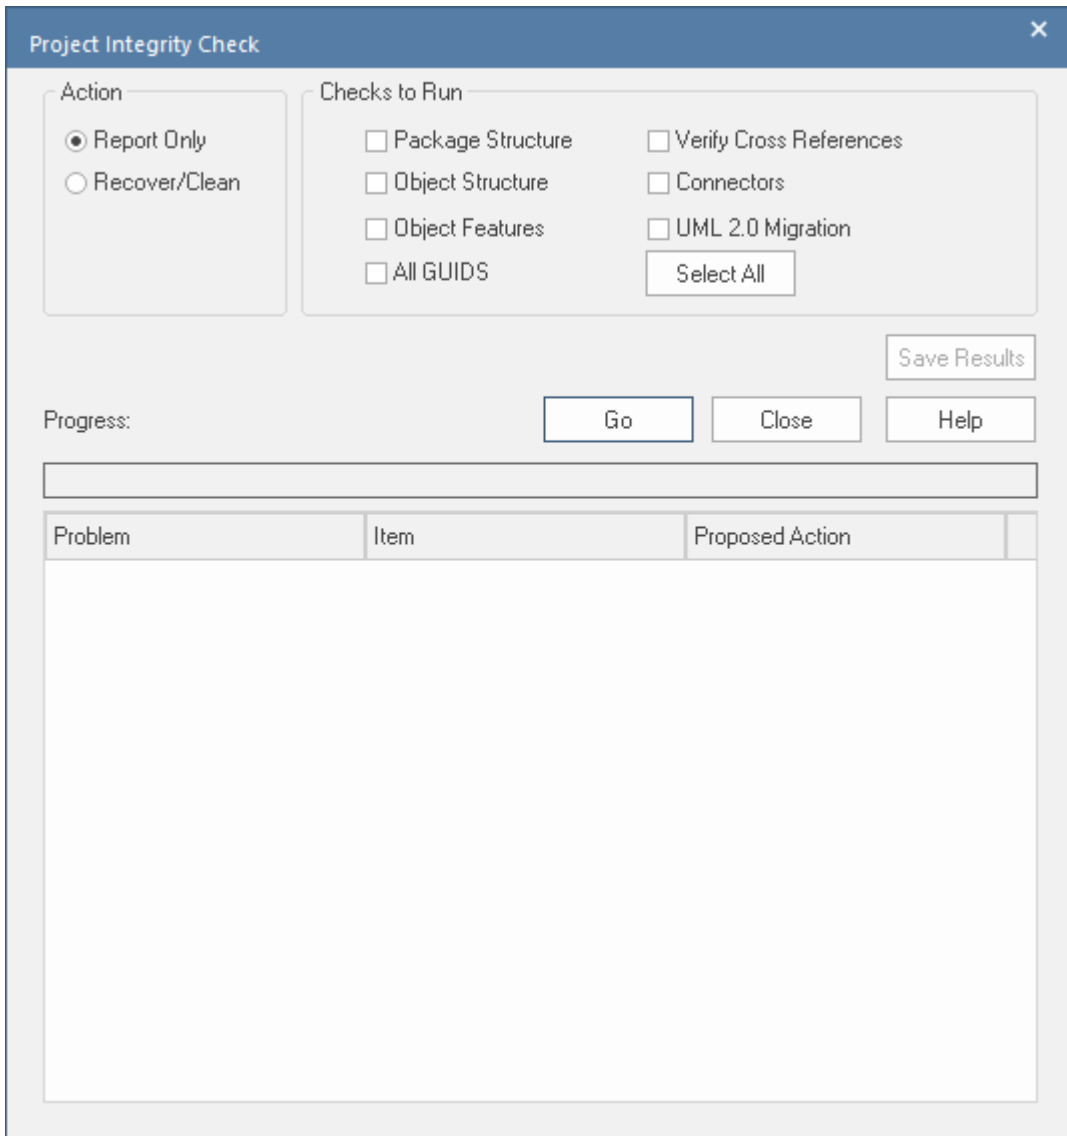 Project Integrity Check
Action
Checks to Run
Report Only
Package Structure
Verify Cross References
Recover/Clean
Object Structure
Connectors
Object Features
UML 2.0 Migration
All GUIDS
Select All
Save Results
Progress:
Go
Close
Help
Problem
Item
Proposed Action